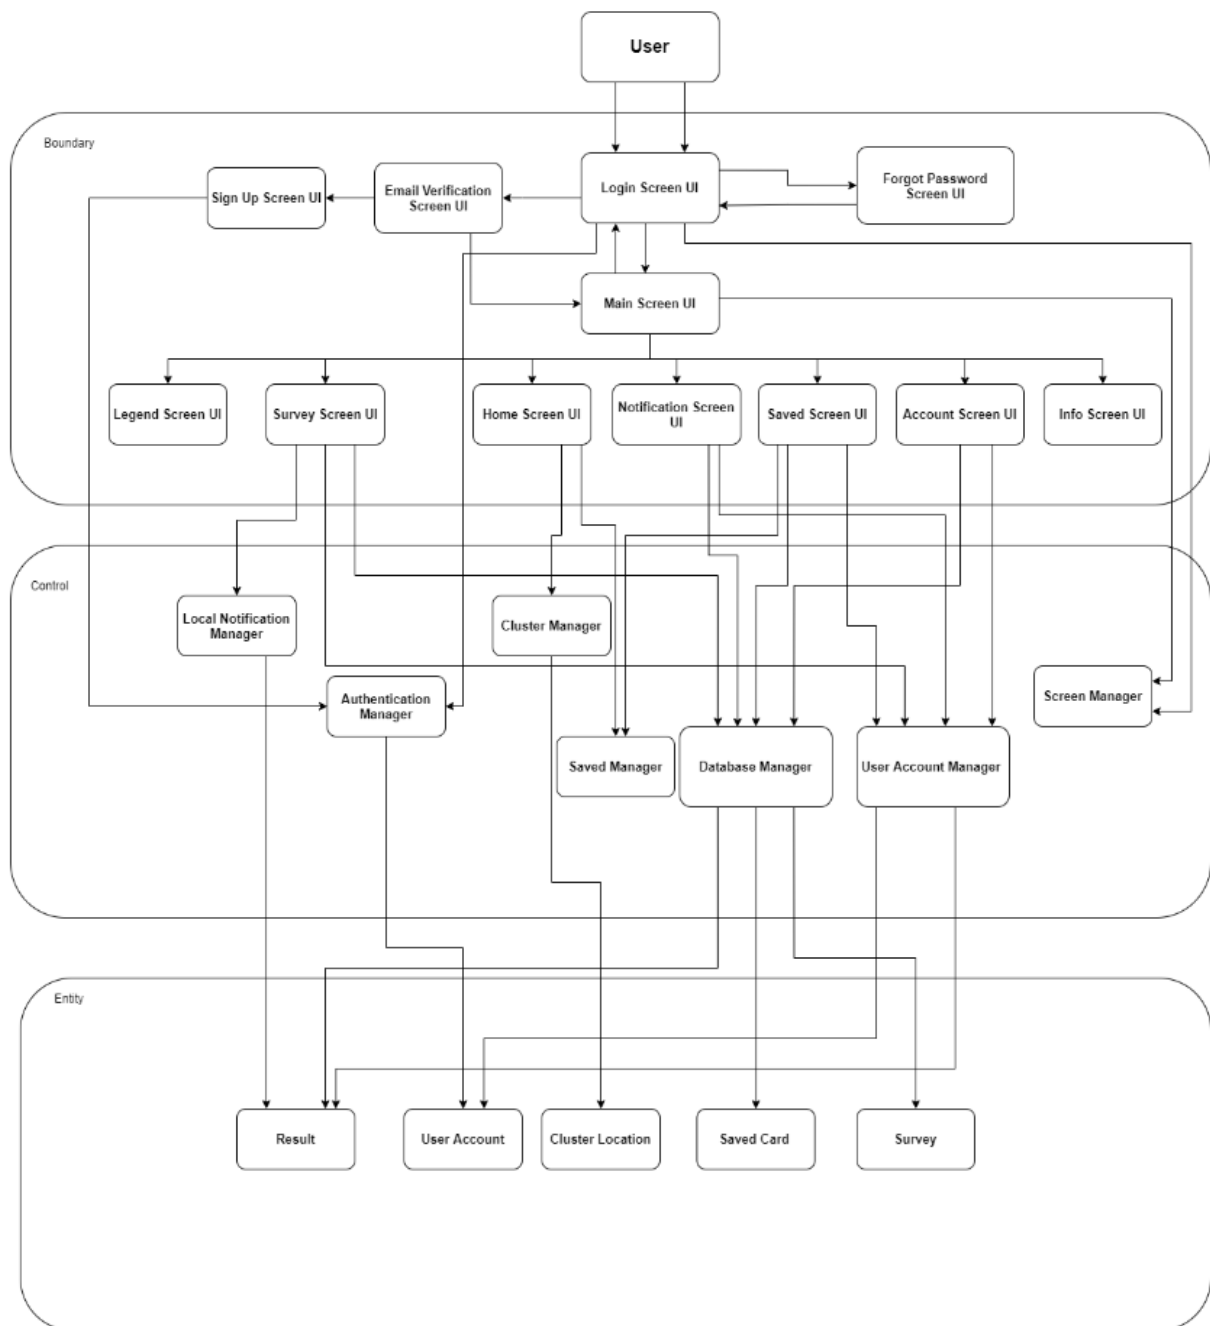 User
Boundary
Login Screen UI
Forgot Password
Screen UI
Email Verification
Screen UI
Sign Up Screen UI
Main Screen UI
Legend Screen UI
Survey Screen UI
Home Screen UI
Notification Screen
UI
Saved Screen UI
Account Screen UI
Info Screen UI
Control
Local Notification
Manager
Cluster Manager
Authentication
Manager
Screen Manager
Saved Manager
Database Manager
User Account Manager
Entity
Result
User Account
Cluster Location
Saved Card
Survey